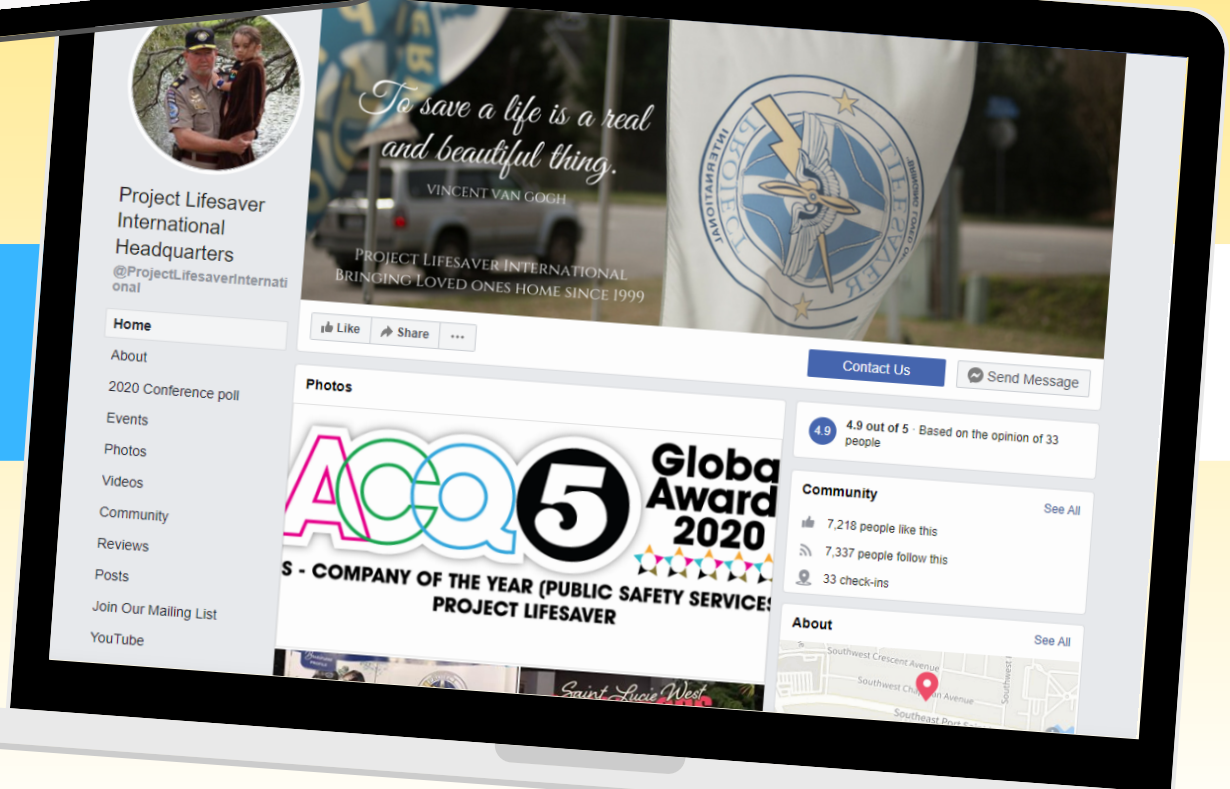 To save a life is a real
and beautiful thing.
VINCENT VAN GOGH
PROJECT LIFESAVER INTERNATIONAL
BRINGING LOVED ONES HOME SINCE 1999
PROJECT LIFESAVER
INTERNATIONAL
Project Lifesaver
International
Headquarters
@ProjectLifesaverInternati
onal
Home
About
2020 Conference poll
Events
Photos
Videos
Community
Reviews
Posts
Join Our Mailing List
YouTube
Like
Share
...
Contact Us
Send Message
Photos
ACQ5
Globa
Award
2020
S - COMPANY OF THE YEAR (PUBLIC SAFETY SERVICES
PROJECT LIFESAVER
Saint Lucie West
4.9
4.9 out of 5 · Based on the opinion of 33
people
Community
See All
7,218 people like this
7,337 people follow this
33 check-ins
About
See All
Southwest Crescent Avenue
Southwest Avenue
Southwest
Southeast Port